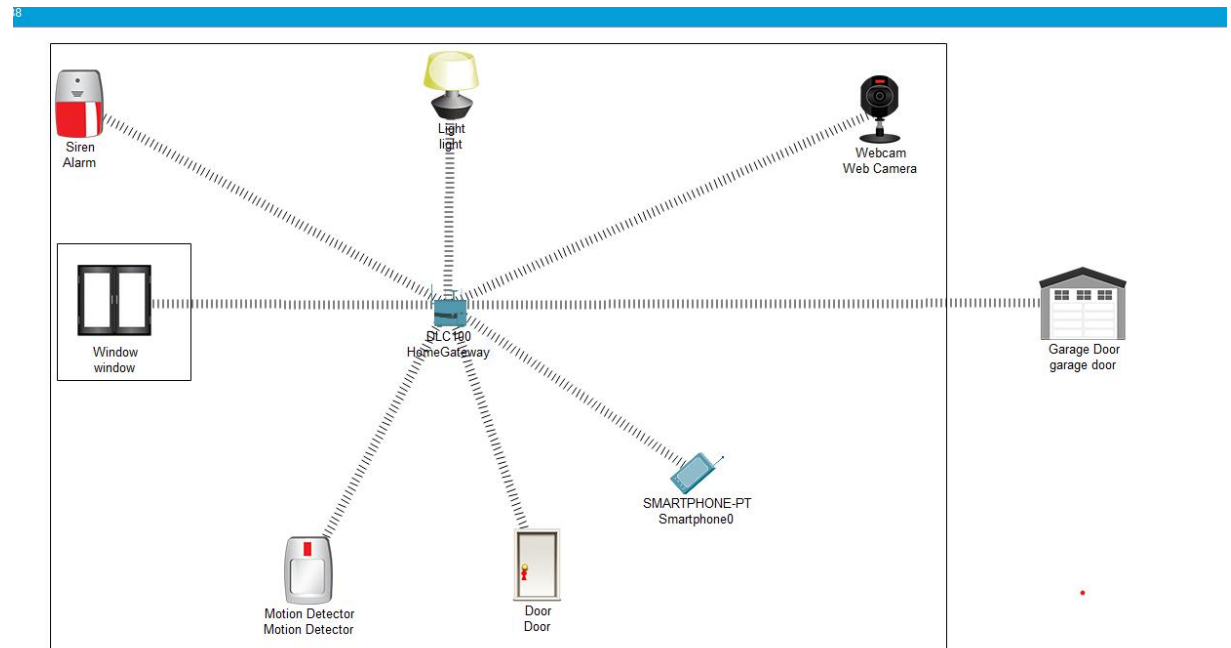 Siren
Alarm
Light
light
Webcam
Web Camera
Window
window
DLC100
HomeGateway
Garage Door
garage door
SMARTPHONE-PT
Smartphone0
Motion Detector
Motion Detector
Door
Door